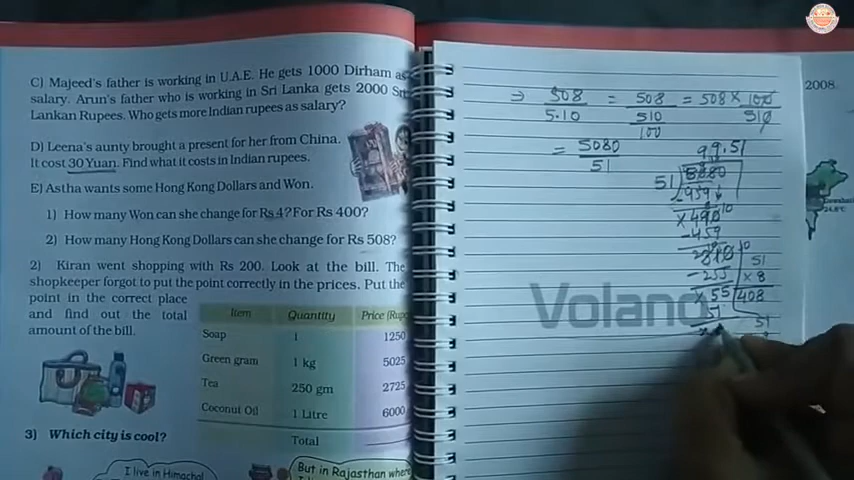 C) Majeed's father is working in U.A.E. He gets 1000 Dirham as
salary. Arun's father who is working in Sri Lanka gets 2000 Sri
Lankan Rupees. Who gets more Indian rupees as salary?
D) Leena's aunty brought a present for her from China.
It cost 30 Yuan. Find what it costs in Indian rupees.
E) Astha wants some Hong Kong Dollars and Won.
1) How many Won can she change for Rs 4? For Rs 400?
2) How many Hong Kong Dollars can she change for Rs 508?
2) Kiran went shopping with Rs 200. Look at the bill. The
shopkeeper forgot to put the point correctly in the prices. Put the
point in the correct place
and find out the total
amount of the bill.
Item Quantity Price
Soap 1 1250
Green gram 1 kg 5025
Tea 250 gm 2725
Coconut Oil 1 Litre 6000
Total
3) Which city is cool?
I live in Himachal
But in Rajasthan where
⇒ 508/5.10 = 508/510/100 = 508 × 100/510
= 5080/51
99.51
51 5080
- 459
× 490
- 459
- 255
51
× 8
408
× 55
51
51
Volano
2008